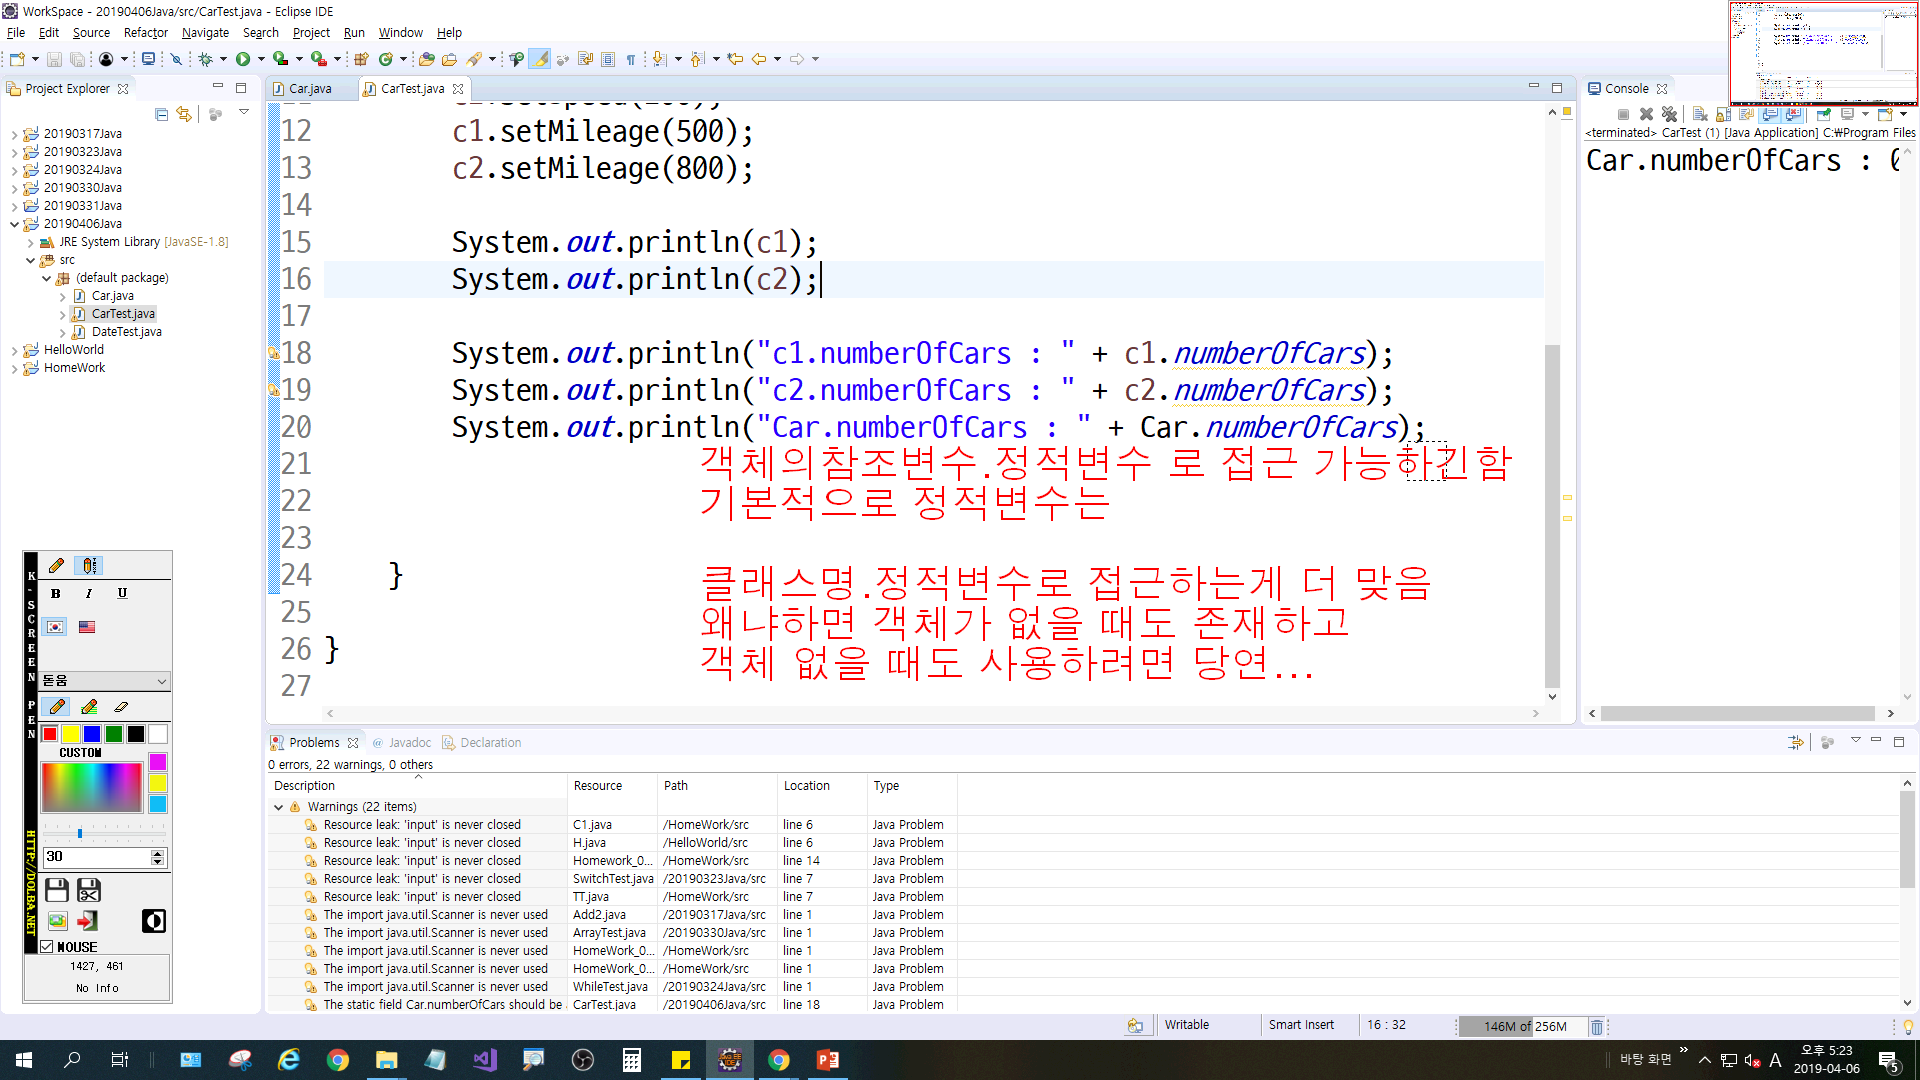 WorkSpace - 20190406Java/src/CarTest.java - Eclipse IDE
File Edit Source Refactor Navigate Search Project Run Window Help
Project Explorer
20190317Java
20190323Java
20190324Java
20190330Java
20190331Java
20190406Java
JRE System Library [JavaSE-1.8]
src
(default package)
Car.java
CarTest.java
DateTest.java
HelloWorld
HomeWork
Car.java CarTest.java
12 c1.setMileage(500);
13 c2.setMileage(800);
14
15 System.out.println(c1);
16 System.out.println(c2);
17
18 System.out.println("c1.numberOfCars : " + c1.numberOfCars);
19 System.out.println("c2.numberOfCars : " + c2.numberOfCars);
20 System.out.println("Car.numberOfCars : " + Car.numberOfCars);
21
22
23
24 }
25
26 }
27
객체의참조변수.정적변수 로 접근 가능하긴함
기본적으로 정적변수는
클래스명.정적변수로 접근하는게 더 맞음
왜냐하면 객체가 없을 때도 존재하고
객체 없을 때도 사용하려면 당연...
Console
<terminated> CarTest (1) [Java Application] C:₩Program Files
Car.numberOfCars : 0
K-SCREEN PEN
HTTP://DOLBA.NET
B I U
돋움
CUSTOM
30
MOUSE
1427, 461
No Info
Problems Javadoc Declaration
0 errors, 22 warnings, 0 others
Description Resource Path Location Type
Warnings (22 items)
Resource leak: 'input' is never closed C1.java /HomeWork/src line 6 Java Problem
Resource leak: 'input' is never closed H.java /HelloWorld/src line 6 Java Problem
Resource leak: 'input' is never closed Homework_0... /HomeWork/src line 14 Java Problem
Resource leak: 'input' is never closed SwitchTest.java /20190323Java/src line 7 Java Problem
Resource leak: 'input' is never closed TT.java /HomeWork/src line 7 Java Problem
The import java.util.Scanner is never used Add2.java /20190317Java/src line 1 Java Problem
The import java.util.Scanner is never used ArrayTest.java /20190330Java/src line 1 Java Problem
The import java.util.Scanner is never used HomeWork_0... /HomeWork/src line 1 Java Problem
The import java.util.Scanner is never used HomeWork_0... /HomeWork/src line 1 Java Problem
The import java.util.Scanner is never used WhileTest.java /20190324Java/src line 1 Java Problem
The static field Car.numberOfCars should be CarTest.java /20190406Java/src line 18 Java Problem
Writable Smart Insert 16 : 32 146M of 256M
바탕 화면 A 오후 5:23
2019-04-06
5